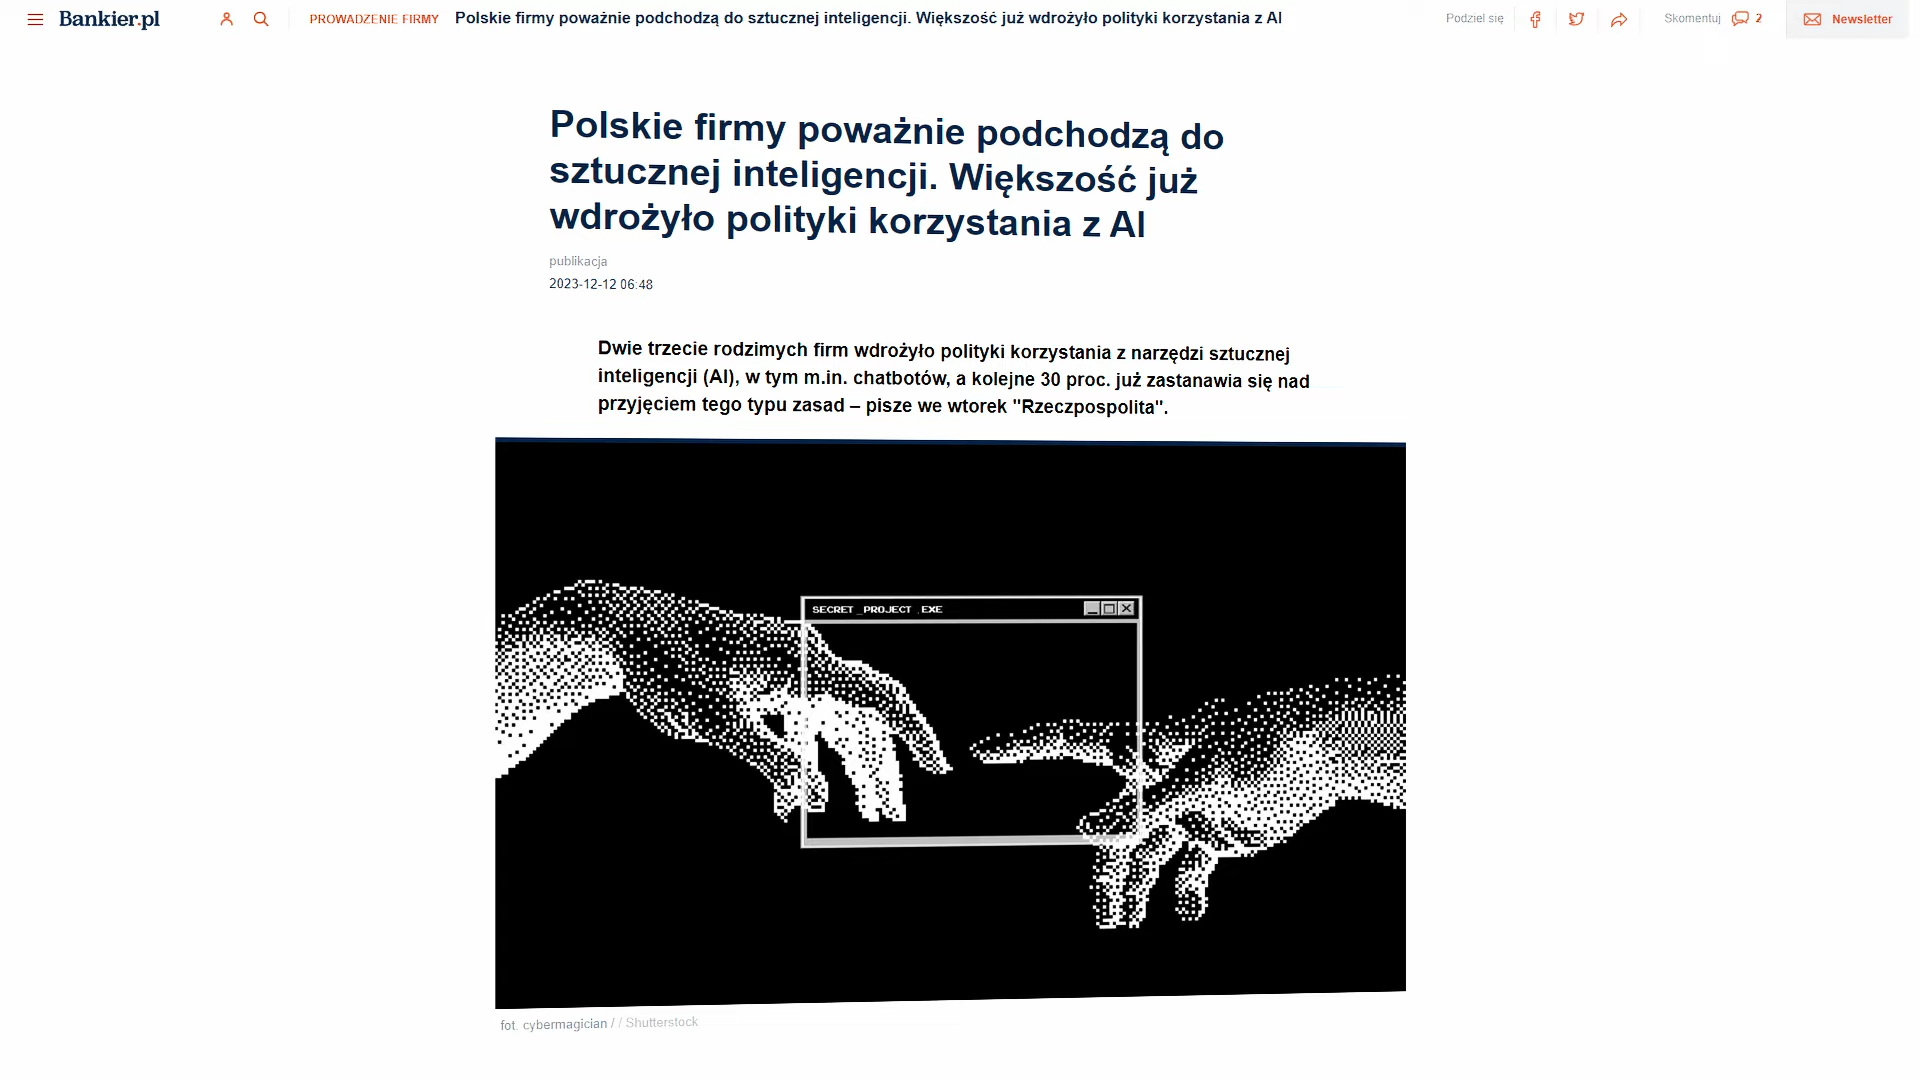 Bankier.pl
PROWADZENIE FIRMY
Polskie firmy poważnie podchodzą do sztucznej inteligencji. Większość już wdrożyło polityki korzystania z AI
Podziel się
Skomentuj 2
Newsletter
Polskie firmy poważnie podchodzą do
sztucznej inteligencji. Większość już
wdrożyło polityki korzystania z AI
publikacja
2023-12-12 06:48
Dwie trzecie rodzimych firm wdrożyło polityki korzystania z narzędzi sztucznej
inteligencji (AI), w tym m.in. chatbotów, a kolejne 30 proc. już zastanawia się nad
przyjęciem tego typu zasad – pisze we wtorek "Rzeczpospolita".
SECRET_PROJECT.EXE
fot. cybermagician / / Shutterstock